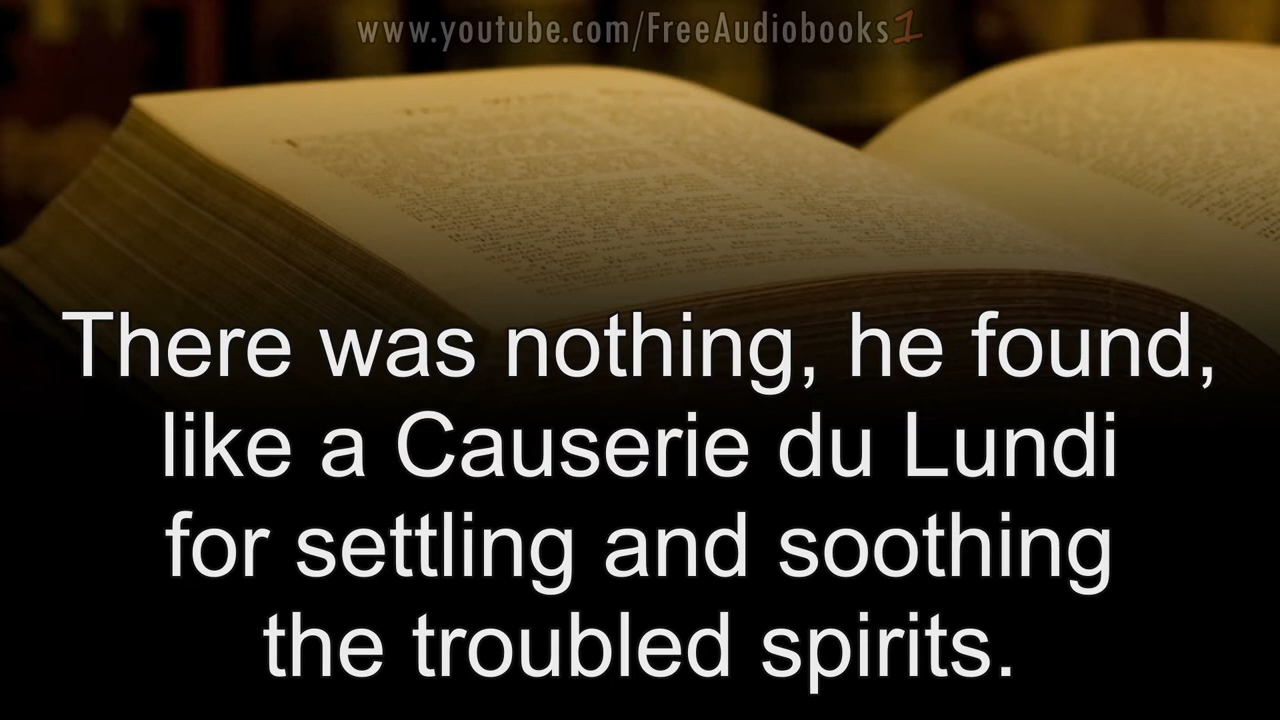 www.youtube.com/FreeAudiobooks1
There was nothing, he found,
like a Causerie du Lundi
for settling and soothing
the troubled spirits.